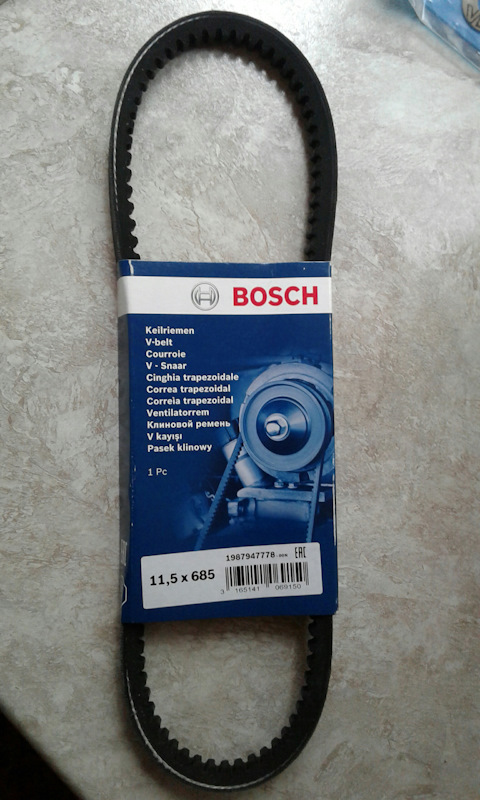 BOSCH
Keilriemen
V-belt
Courroie
V - Snaar
Cinghia trapezoidale
Correa trapezoidal
Correia trapezoidal
Ventilatorrem
Клиновой ремень
V kayışı
Pasek klinowy
1 Pc
1987947778
EAC
11,5 x 685
3 165141 069150